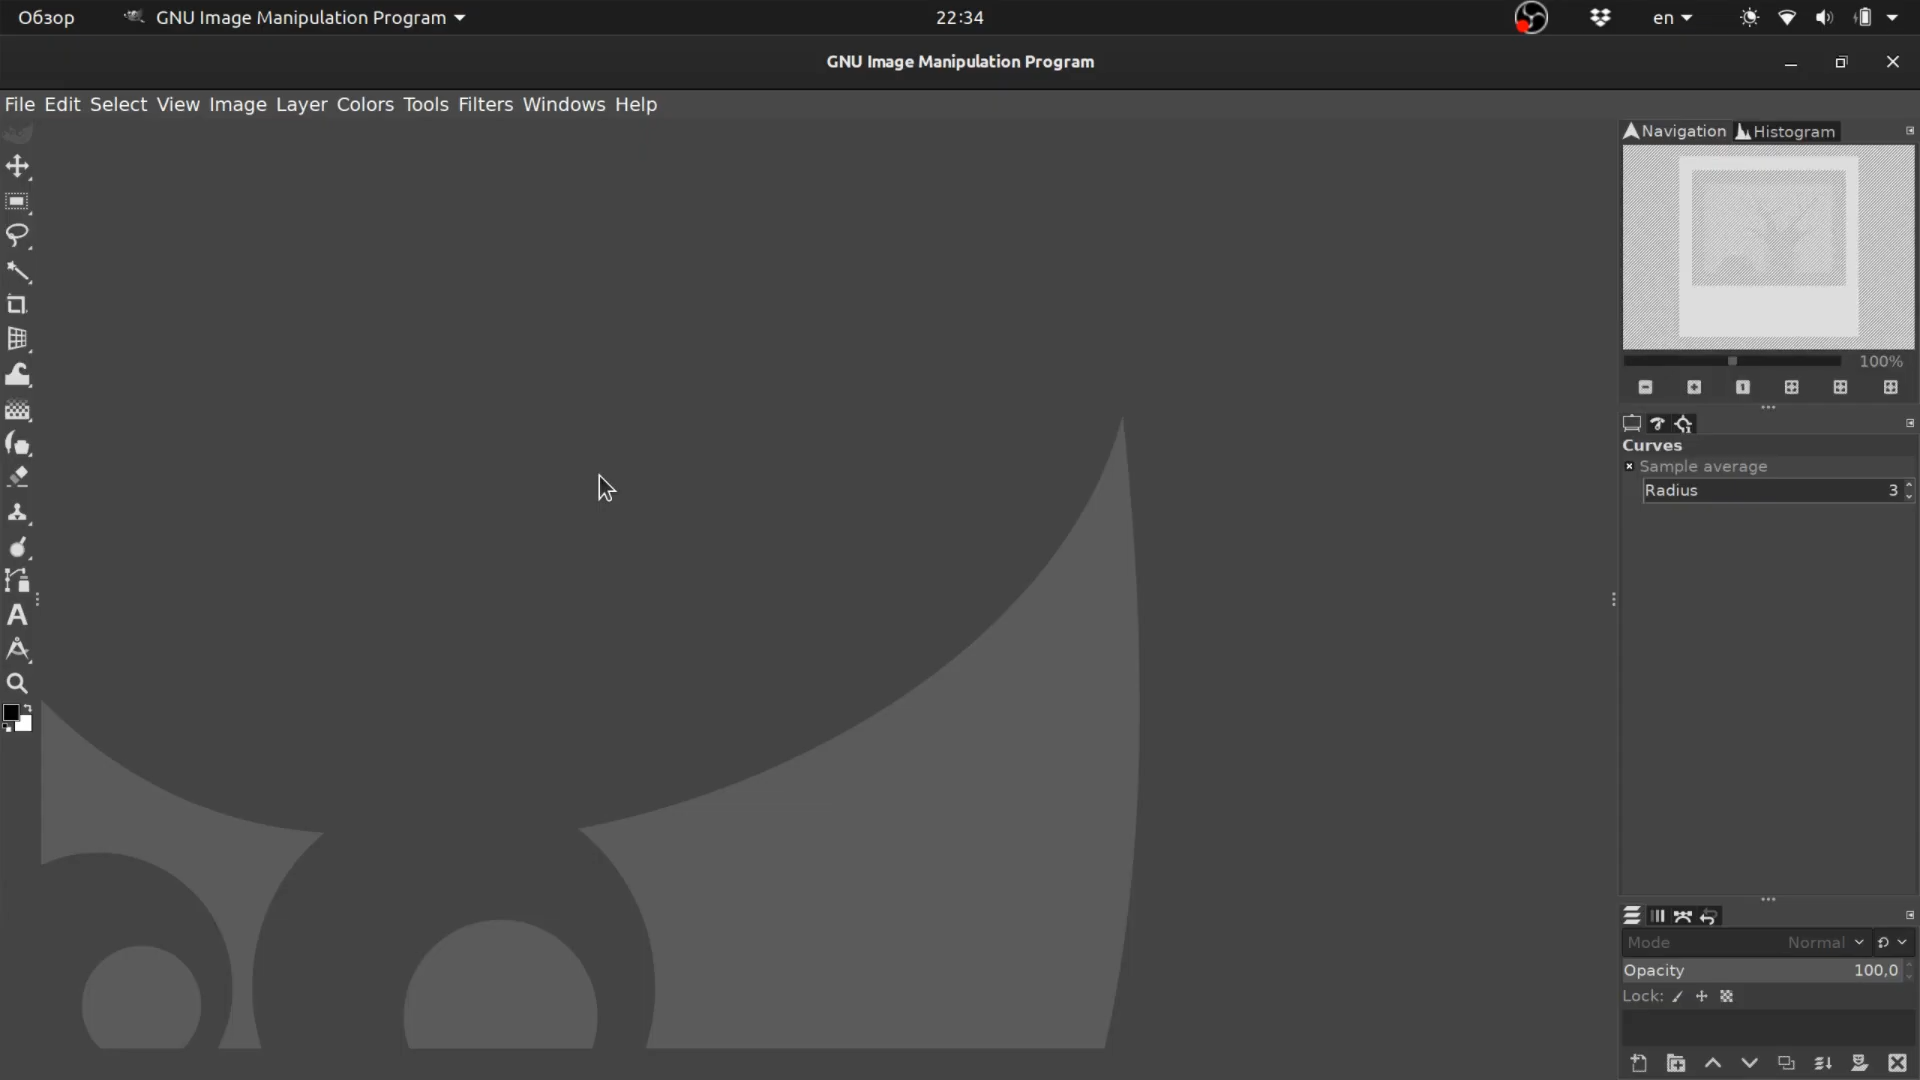 Обзор GNU Image Manipulation Program 22:34 en
GNU Image Manipulation Program
File Edit Select View Image Layer Colors Tools Filters Windows Help
Navigation Histogram
100%
Curves
Sample average
Radius 3
Mode Normal
Opacity 100,0
Lock: